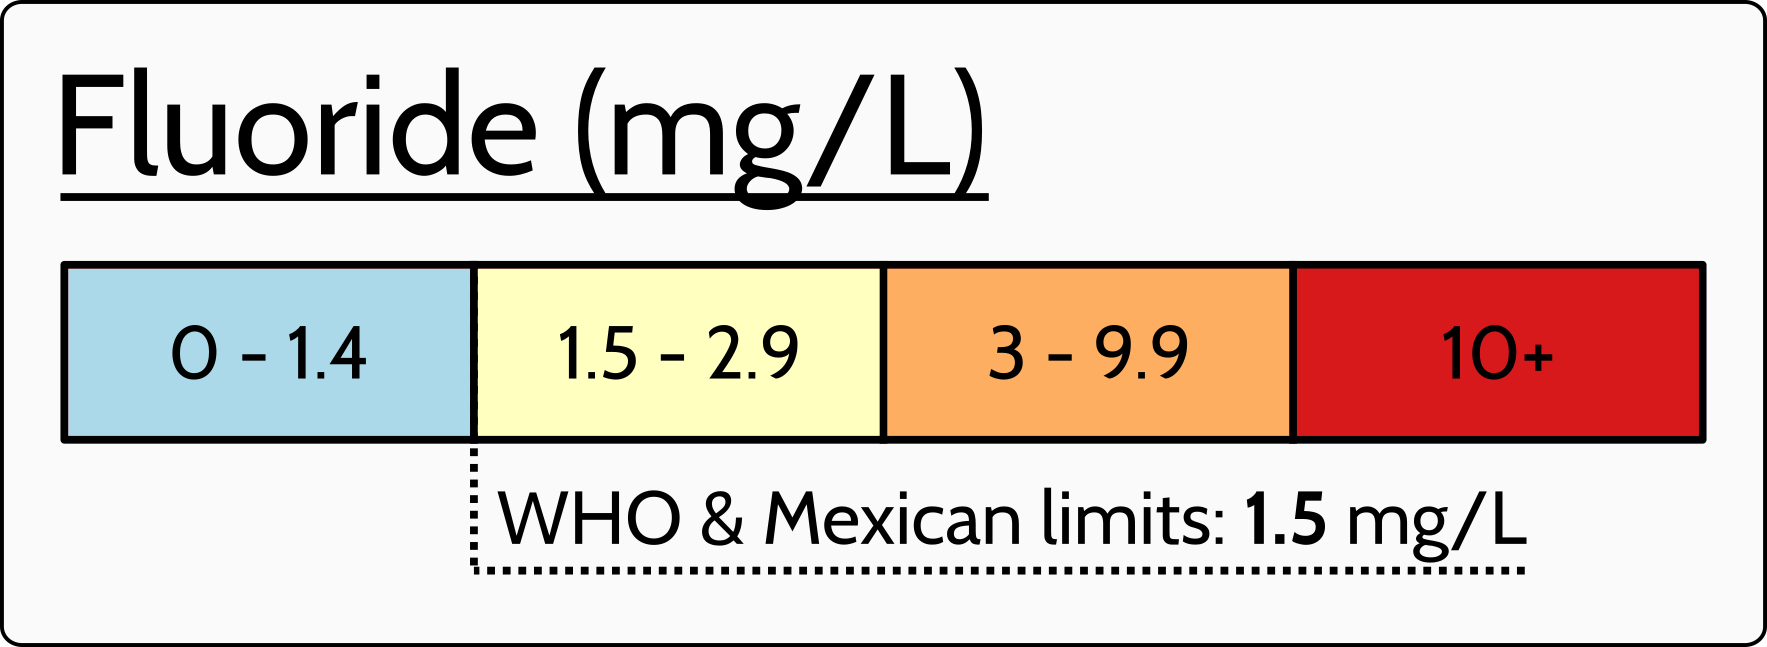 Fluoride (mg/L)
0 - 1.4 1.5 - 2.9 3 - 9.9 10+
WHO & Mexican limits: 1.5 mg/L